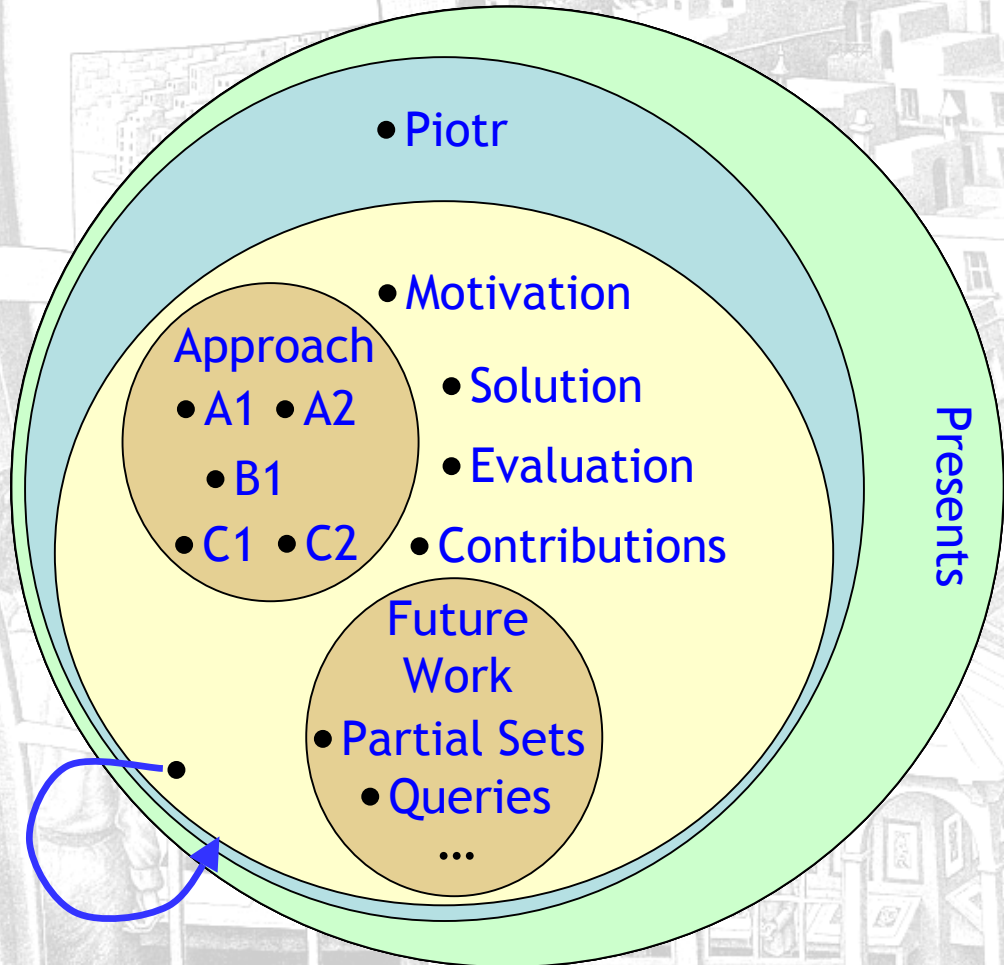 • Piotr
• Motivation
Approach
• A1 • A2
• B1
• C1 • C2
• Solution
• Evaluation
• Contributions
Presents
Future
Work
• Partial Sets
• Queries
...